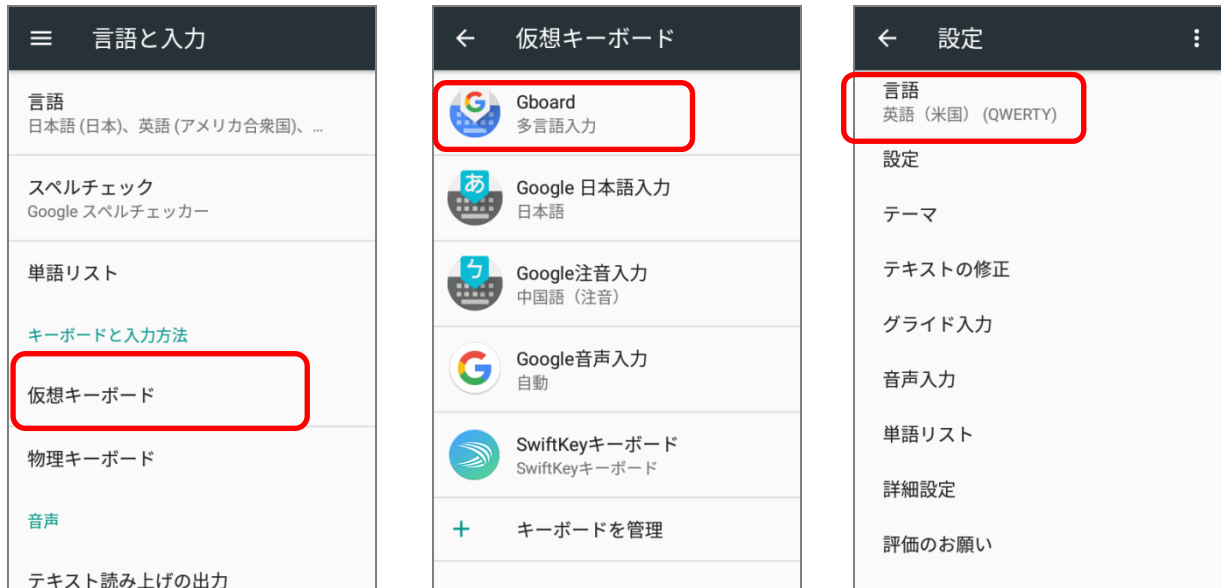 言語と入力
言語
日本語 (日本)、英語 (アメリカ合衆国)、...
スペルチェック
Google スペルチェッカー
単語リスト
キーボードと入力方法
仮想キーボード
物理キーボード
音声
テキスト読み上げの出力
仮想キーボード
Gboard
多言語入力
Google 日本語入力
日本語
Google注音入力
中国語（注音）
Google音声入力
自動
SwiftKeyキーボード
SwiftKeyキーボード
キーボードを管理
設定
言語
英語（米国） (QWERTY)
設定
テーマ
テキストの修正
グライド入力
音声入力
単語リスト
詳細設定
評価のお願い